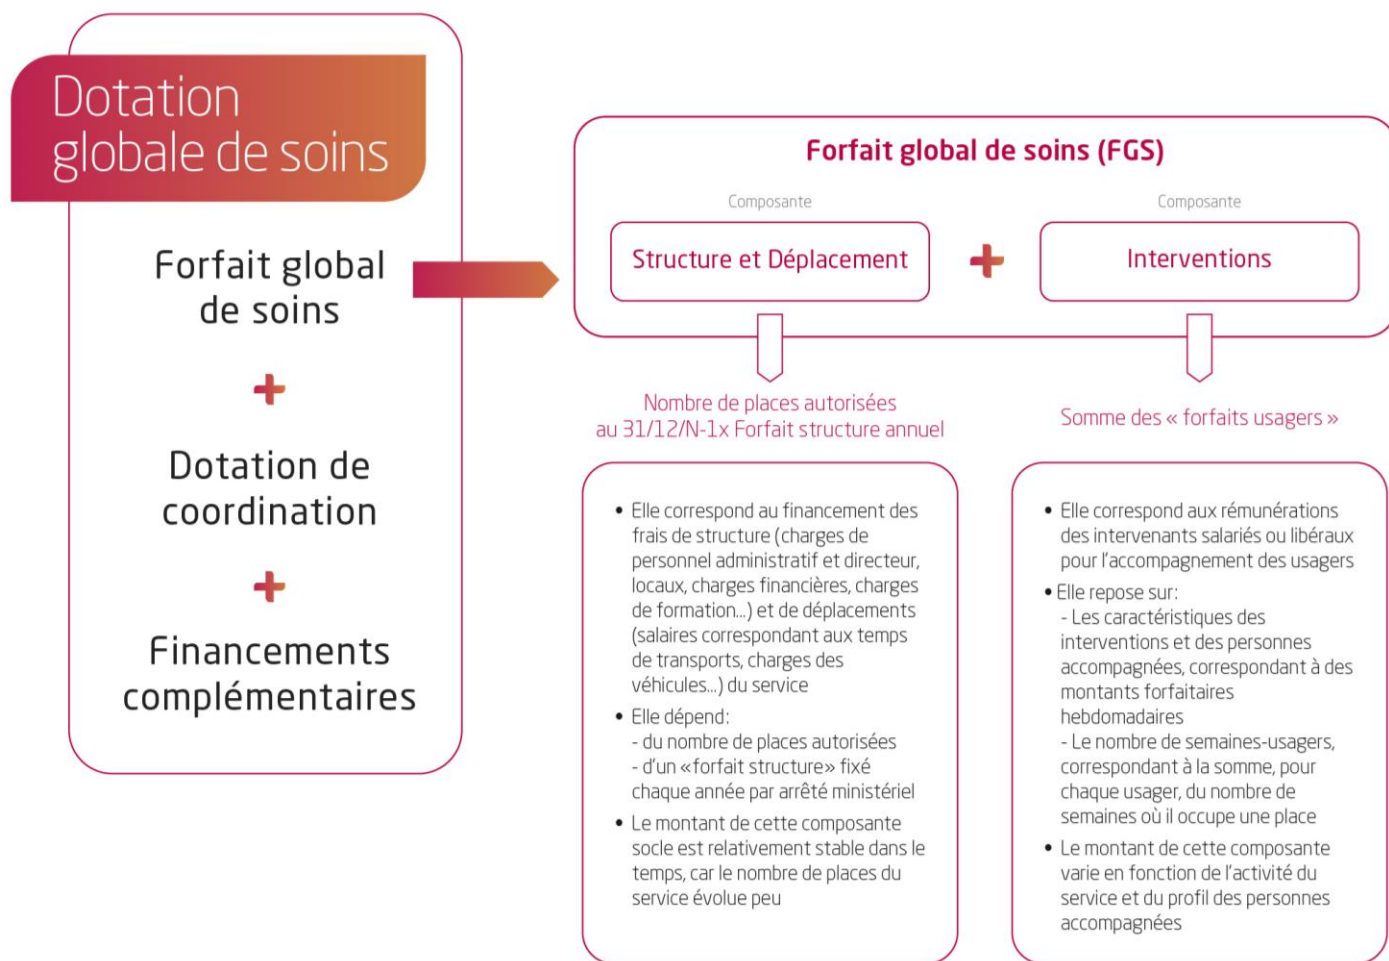 Dotation
globale de soins
Forfait global
de soins
+
Dotation de
coordination
+
Financements
complémentaires
Forfait global de soins (FGS)
Composante
Structure et Déplacement
+
Composante
Interventions
Nombre de places autorisées
au 31/12/N-1x Forfait structure annuel
Somme des « forfaits usagers »
• Elle correspond au financement des
frais de structure (charges de
personnel administratif et directeur,
locaux, charges financières, charges
de formation...) et de déplacements
(salaires correspondant aux temps
de transports, charges des
véhicules...) du service
• Elle dépend:
- du nombre de places autorisées
- d'un «forfait structure» fixé
chaque année par arrêté ministériel
• Le montant de cette composante
socle est relativement stable dans le
temps, car le nombre de places du
service évolue peu
• Elle correspond aux rémunérations
des intervenants salariés ou libéraux
pour l'accompagnement des usagers
• Elle repose sur:
- Les caractéristiques des
interventions et des personnes
accompagnées, correspondant à des
montants forfaitaires
hebdomadaires
- Le nombre de semaines-usagers,
correspondant à la somme, pour
chaque usager, du nombre de
semaines où il occupe une place
• Le montant de cette composante
varie en fonction de l'activité du
service et du profil des personnes
accompagnées